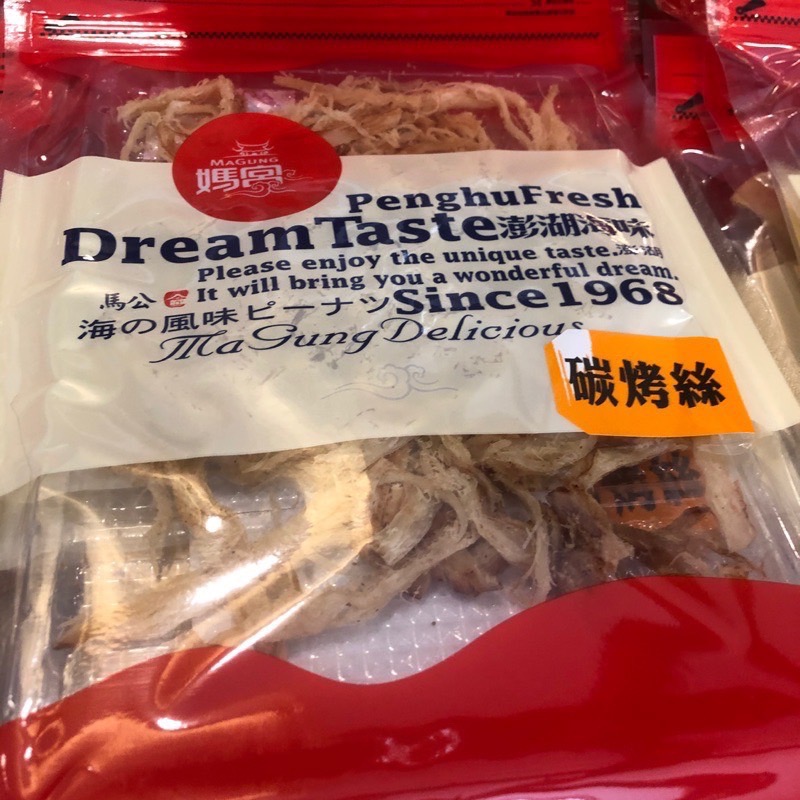 MAGUNG
媽宮
PenghuFresh
DreamTaste澎湖海味
Please enjoy the unique taste.澎湖
馬公 It will bring you a wonderful dream.
海の風味ピーナツSince1968
MaGung Delicious
碳烤絲